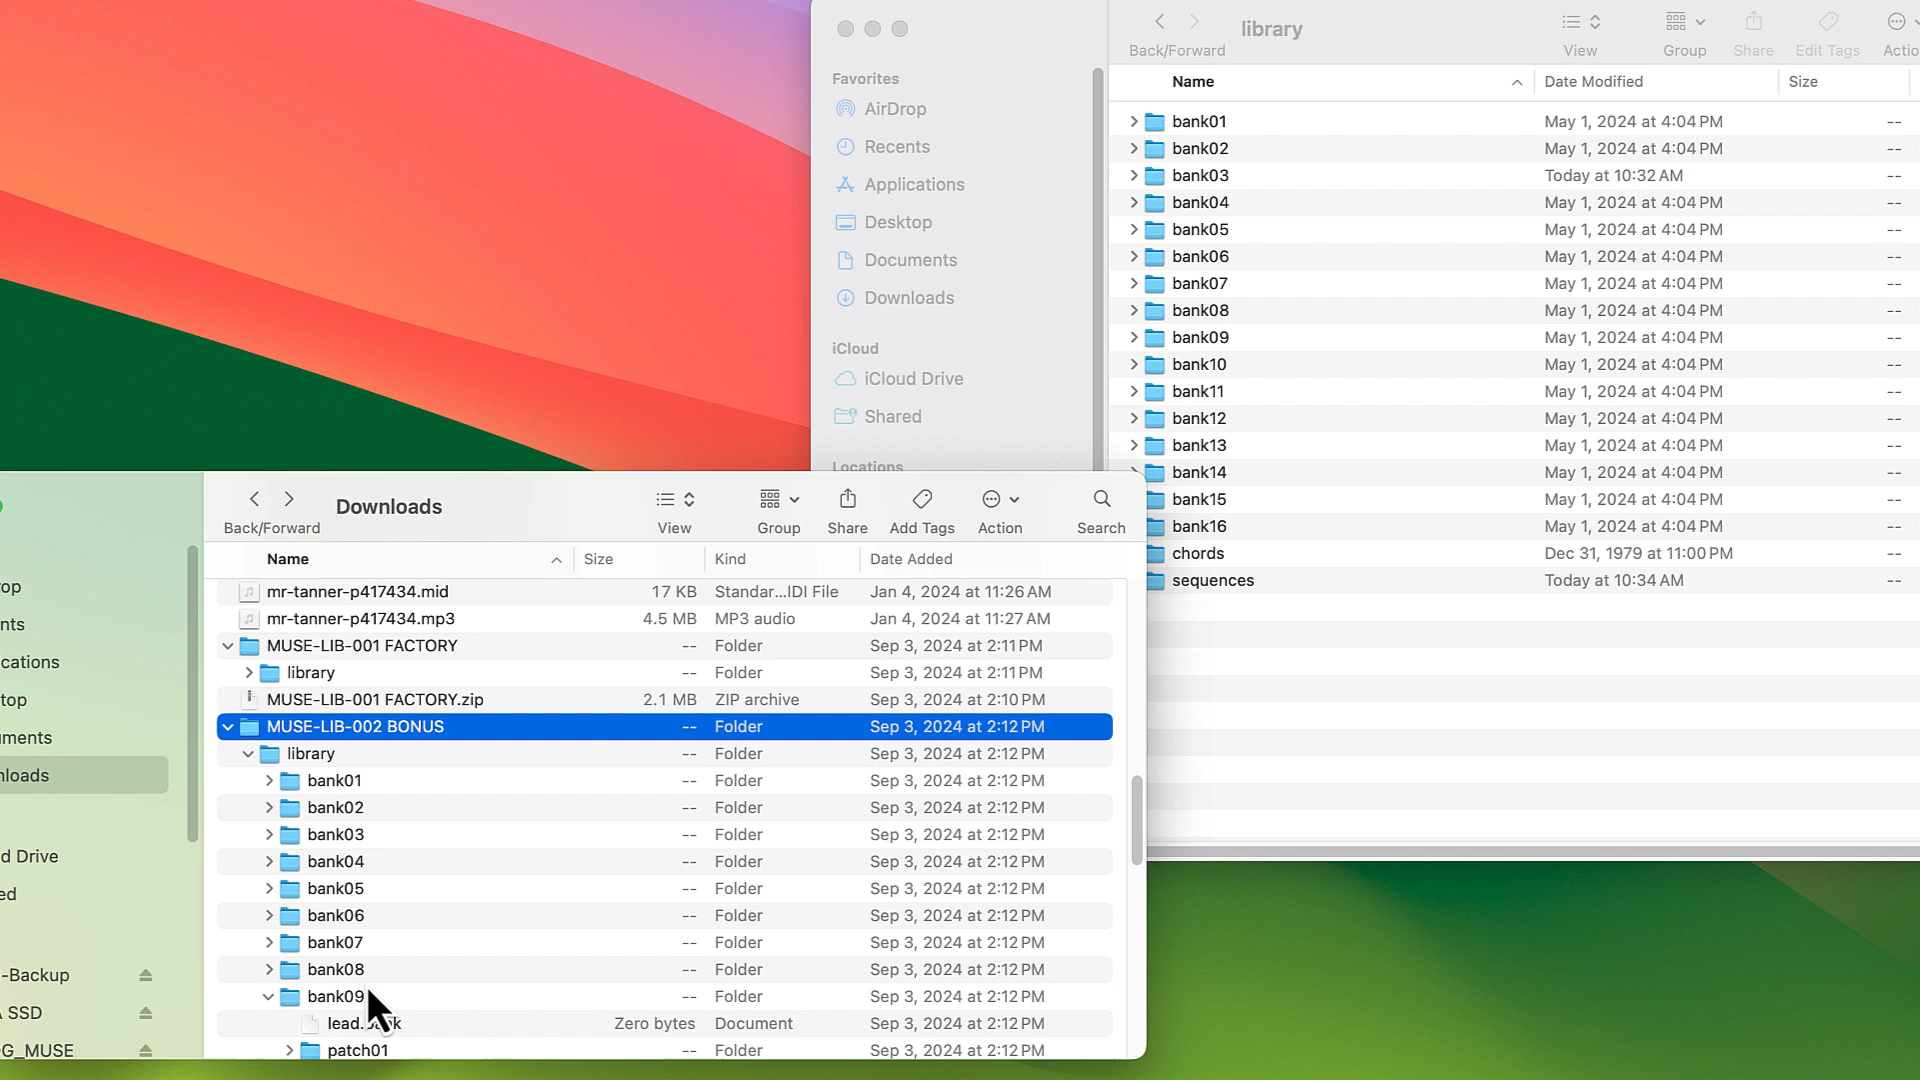 library
Back/Forward
View
Group
Share
Edit Tags
Actio
Favorites
AirDrop
Recents
Applications
Desktop
Documents
Downloads
iCloud
iCloud Drive
Shared
Locations
Name Date Modified Size
bank01 May 1, 2024 at 4:04 PM --
bank02 May 1, 2024 at 4:04 PM --
bank03 Today at 10:32 AM --
bank04 May 1, 2024 at 4:04 PM --
bank05 May 1, 2024 at 4:04 PM --
bank06 May 1, 2024 at 4:04 PM --
bank07 May 1, 2024 at 4:04 PM --
bank08 May 1, 2024 at 4:04 PM --
bank09 May 1, 2024 at 4:04 PM --
bank10 May 1, 2024 at 4:04 PM --
bank11 May 1, 2024 at 4:04 PM --
bank12 May 1, 2024 at 4:04 PM --
bank13 May 1, 2024 at 4:04 PM --
bank14 May 1, 2024 at 4:04 PM --
bank15 May 1, 2024 at 4:04 PM --
bank16 May 1, 2024 at 4:04 PM --
chords Dec 31, 1979 at 11:00 PM --
sequences Today at 10:34 AM --
Downloads
Back/Forward
View
Group
Share
Add Tags
Action
Search
op
nts
cations
top
ments
nloads
d Drive
ed
-Backup
SSD
G_MUSE
Name Size Kind Date Added
mr-tanner-p417434.mid 17 KB Standar...IDI File Jan 4, 2024 at 11:26 AM
mr-tanner-p417434.mp3 4.5 MB MP3 audio Jan 4, 2024 at 11:27 AM
MUSE-LIB-001 FACTORY -- Folder Sep 3, 2024 at 2:11 PM
library -- Folder Sep 3, 2024 at 2:11 PM
MUSE-LIB-001 FACTORY.zip 2.1 MB ZIP archive Sep 3, 2024 at 2:10 PM
MUSE-LIB-002 BONUS -- Folder Sep 3, 2024 at 2:12 PM
library -- Folder Sep 3, 2024 at 2:12 PM
bank01 -- Folder Sep 3, 2024 at 2:12 PM
bank02 -- Folder Sep 3, 2024 at 2:12 PM
bank03 -- Folder Sep 3, 2024 at 2:12 PM
bank04 -- Folder Sep 3, 2024 at 2:12 PM
bank05 -- Folder Sep 3, 2024 at 2:12 PM
bank06 -- Folder Sep 3, 2024 at 2:12 PM
bank07 -- Folder Sep 3, 2024 at 2:12 PM
bank08 -- Folder Sep 3, 2024 at 2:12 PM
bank09 -- Folder Sep 3, 2024 at 2:12 PM
Zero bytes Document Sep 3, 2024 at 2:12 PM
patch01 -- Folder Sep 3, 2024 at 2:12 PM